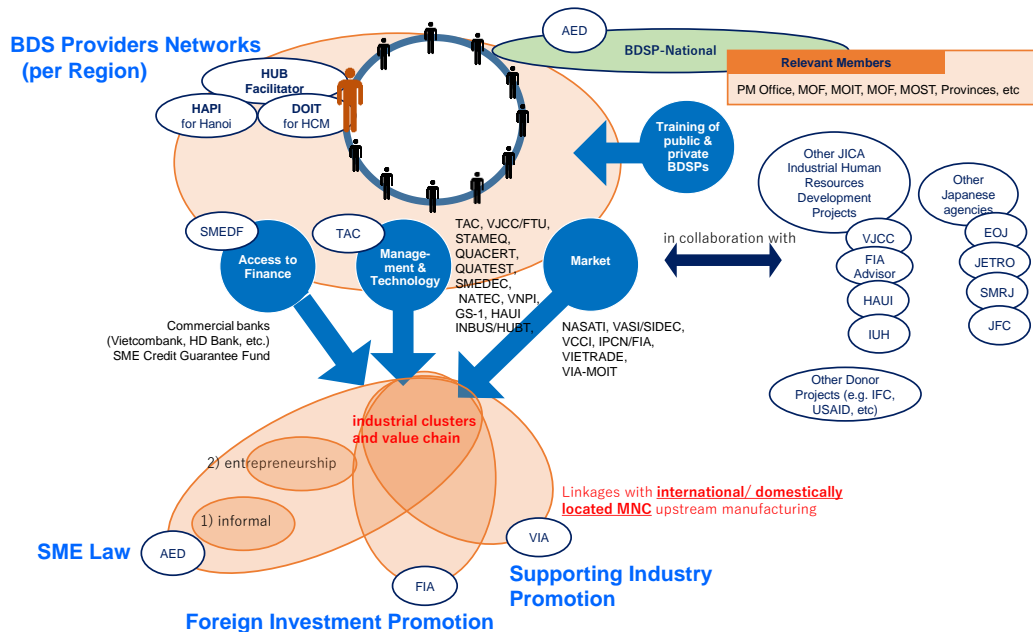 BDS Providers Networks
(per Region)
AED
BDSP-National
Relevant Members
PM Office, MOF, MOIT, MOF, MOST, Provinces, etc
HUB
Facilitator
HAPI
for Hanoi
DOIT
for HCM
Training of
public &
private
BDSPs
Other JICA
Industrial Human
Resources
Development
Projects
Other
Japanese
agencies
VJCC
FIA
Advisor
HAUI
IUH
EOJ
JETRO
SMRJ
JFC
in collaboration with
Other Donor
Projects (e.g. IFC,
USAID, etc)
SMEDF
Access to
Finance
TAC
Manage-
ment &
Technology
TAC, VJCC/FTU,
STAMEQ,
QUACERT,
QUATEST,
SMEDEC,
NATEC, VNPI,
GS-1, HAUI
INBUS/HUBT,
Market
Commercial banks
(Vietcombank, HD Bank, etc.)
SME Credit Guarantee Fund
NASATI, VASI/SIDEC,
VCCI, IPCN/FIA,
VIETRADE,
VIA-MOIT
industrial clusters
and value chain
2) entrepreneurship
1) informal
Linkages with international/ domestically
located MNC upstream manufacturing
SME Law
AED
VIA
FIA
Supporting Industry
Promotion
Foreign Investment Promotion